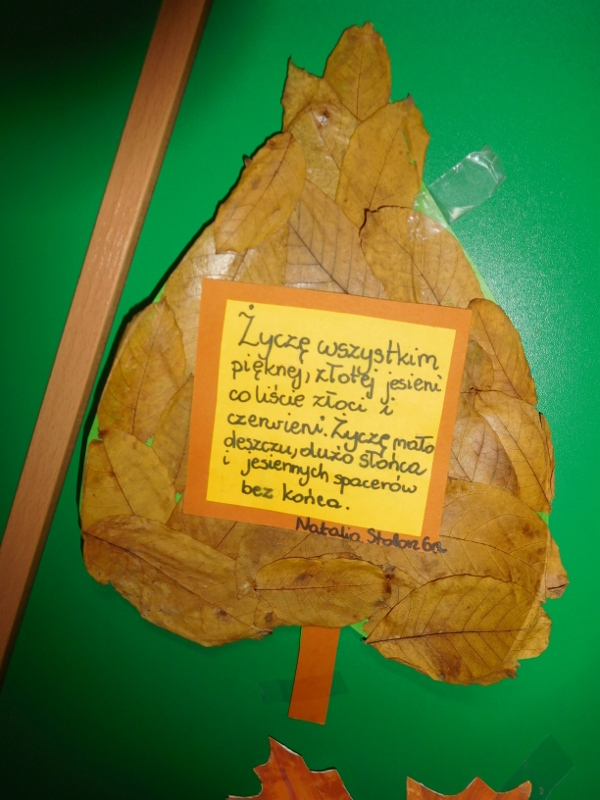 Życzę wszystkim
pięknej, złotej jesieni
co liście złoci i
czerwieni. Życzę mało
deszczu, dużo słońca
i jesiennych spacerów
bez końca.
Natalia